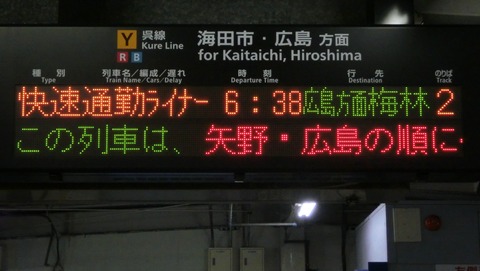 Y 呉線 海田市・広島 方面
Kure Line
R B for Kaitaichi, Hiroshima
種別 列車名/編成/遅れ 時刻 行先 のりば
Type Train Name/Cars/Delay Departure Time Destination Track
快速通勤ライナー 6:38 広島方面梅林 2
この列車は、矢野・広島の順に